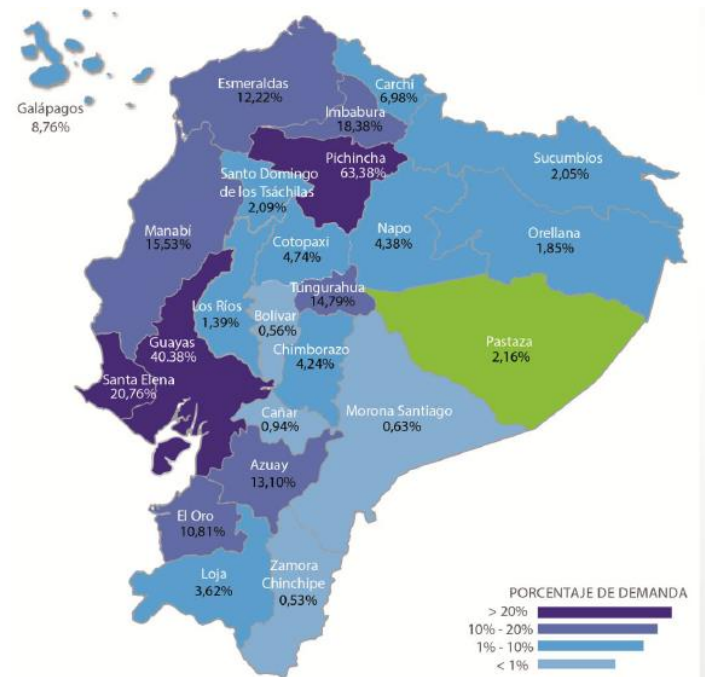 Galápagos
8,76%
Esmeraldas
12,22%
Carchi
6,98%
Imbabura
18,38%
Pichincha
63,38%
Sucumbíos
2,05%
Santo Domingo
de los Tsáchilas
2,09%
Manabí
15,53%
Cotopaxi
4,74%
Napo
4,38%
Orellana
1,85%
Tungurahua
14,79%
Los Ríos
1,39%
Bolívar
0,56%
Guayas
40.38%
Chimborazo
4,24%
Pastaza
2,16%
Santa Elena
20,76%
Cañar
0,94%
Morona Santiago
0,63%
Azuay
13,10%
El Oro
10,81%
Loja
3,62%
Zamora
Chinchipe
0,53%
PORCENTAJE DE DEMANDA
> 20%
10% - 20%
1% - 10%
< 1%